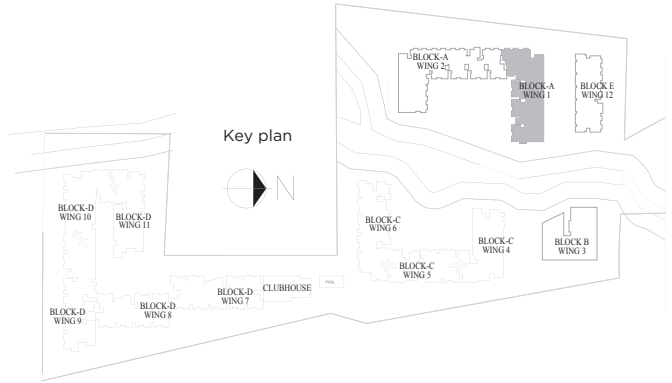 BLOCK-A
WING 2
BLOCK-A
WING 1
BLOCK E
WING 12
Key plan
N
BLOCK-D
WING 10
BLOCK-D
WING 11
BLOCK-C
WING 6
BLOCK-C
WING 4
BLOCK B
WING 3
BLOCK-C
WING 5
BLOCK-D
WING 7
CLUBHOUSE
POOL
BLOCK-D
WING 8
BLOCK-D
WING 9